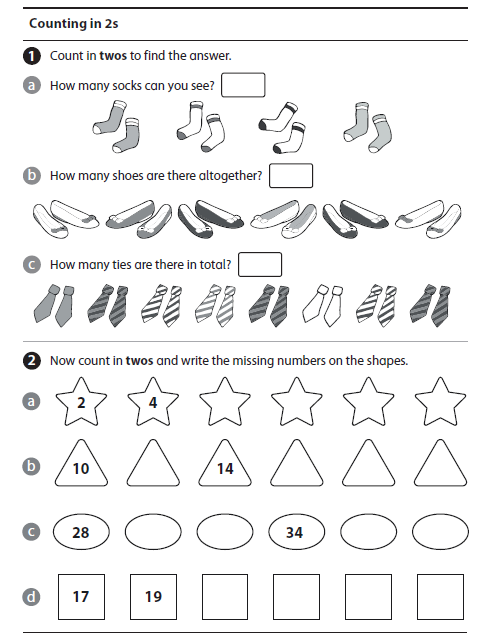 Counting in 2s
1 Count in twos to find the answer.
a How many socks can you see?
b How many shoes are there altogether?
c How many ties are there in total?
2 Now count in twos and write the missing numbers on the shapes.
a 2 4
b 10 14
c 28 34
d 17 19